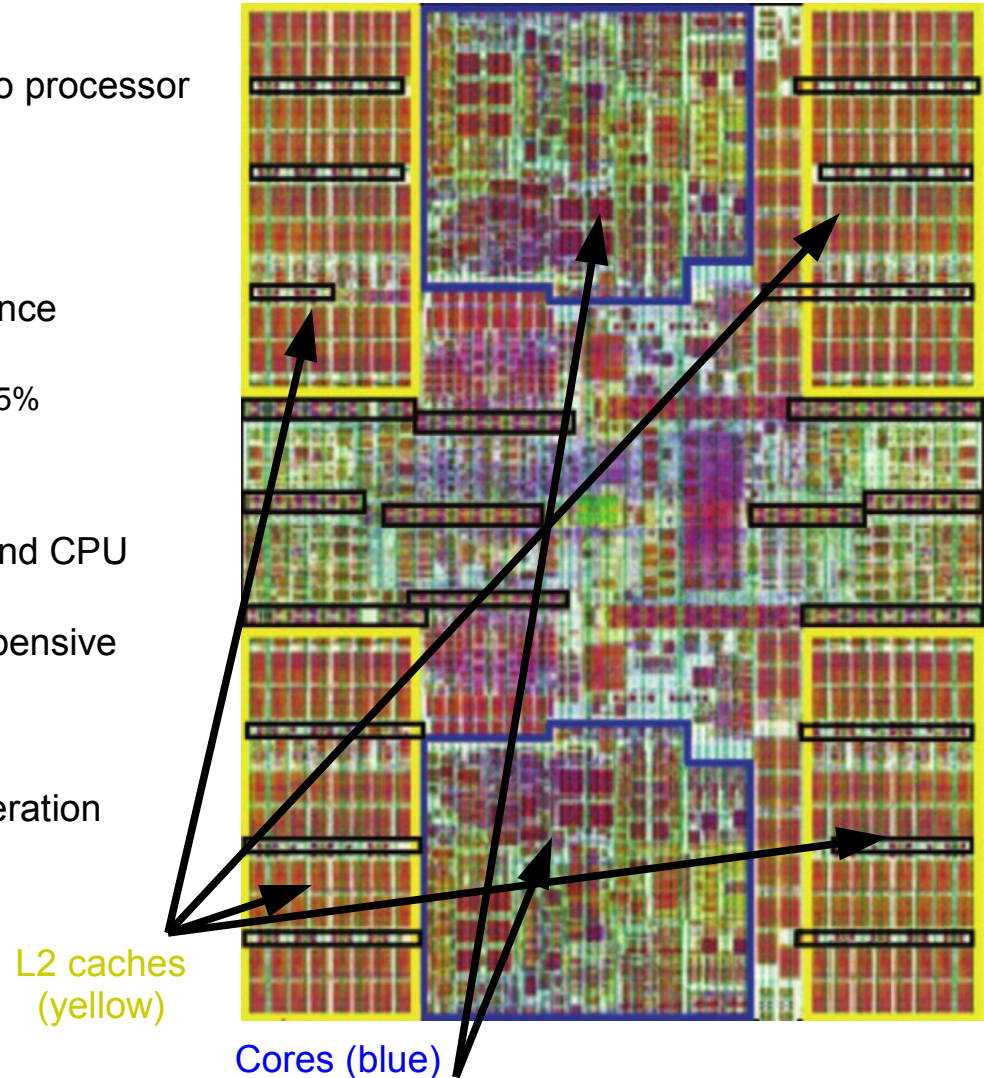 o processor
nce
5%
nd CPU
pensive
eration
L2 caches
(yellow)
Cores (blue)